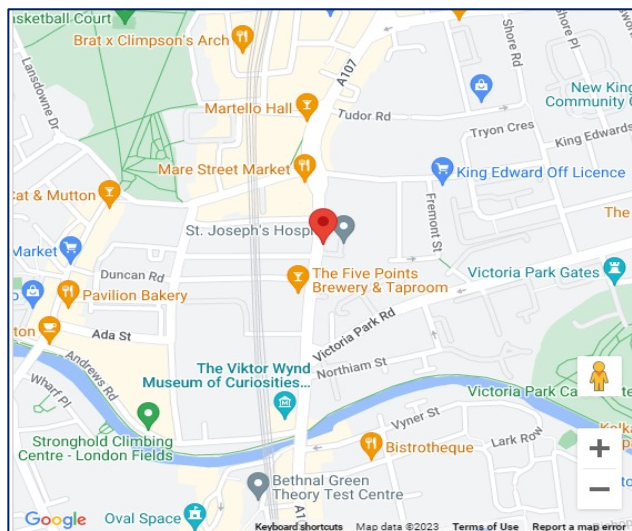 asketball Court
Brat x Climpson's Arch
A107
Shore Rd
Shore Pl
Lansdowne Dr
Martello Hall
Tudor Rd
New King
Community C
Tryon Cres
King Edwards
Mare Street Market
King Edward Off Licence
Cat & Mutton
Fremont St
The
St. Joseph's Hospi
Market
Duncan Rd
The Five Points
Brewery & Taproom
Victoria Park Gates
Pavilion Bakery
Ada St
Victoria Park Rd
ton
Andrews Rd
The Viktor Wynd
Museum of Curiosities...
Northiam St
Wharf Pl
Victoria Park Ca
Stronghold Climbing
Centre - London Fields
Vyner St
Lark Row
Bistrotheque
Bethnal Green
Theory Test Centre
Oval Space
A1
Google
Keyboard shortcuts
Map data ©2023
Terms of Use
Report a map error